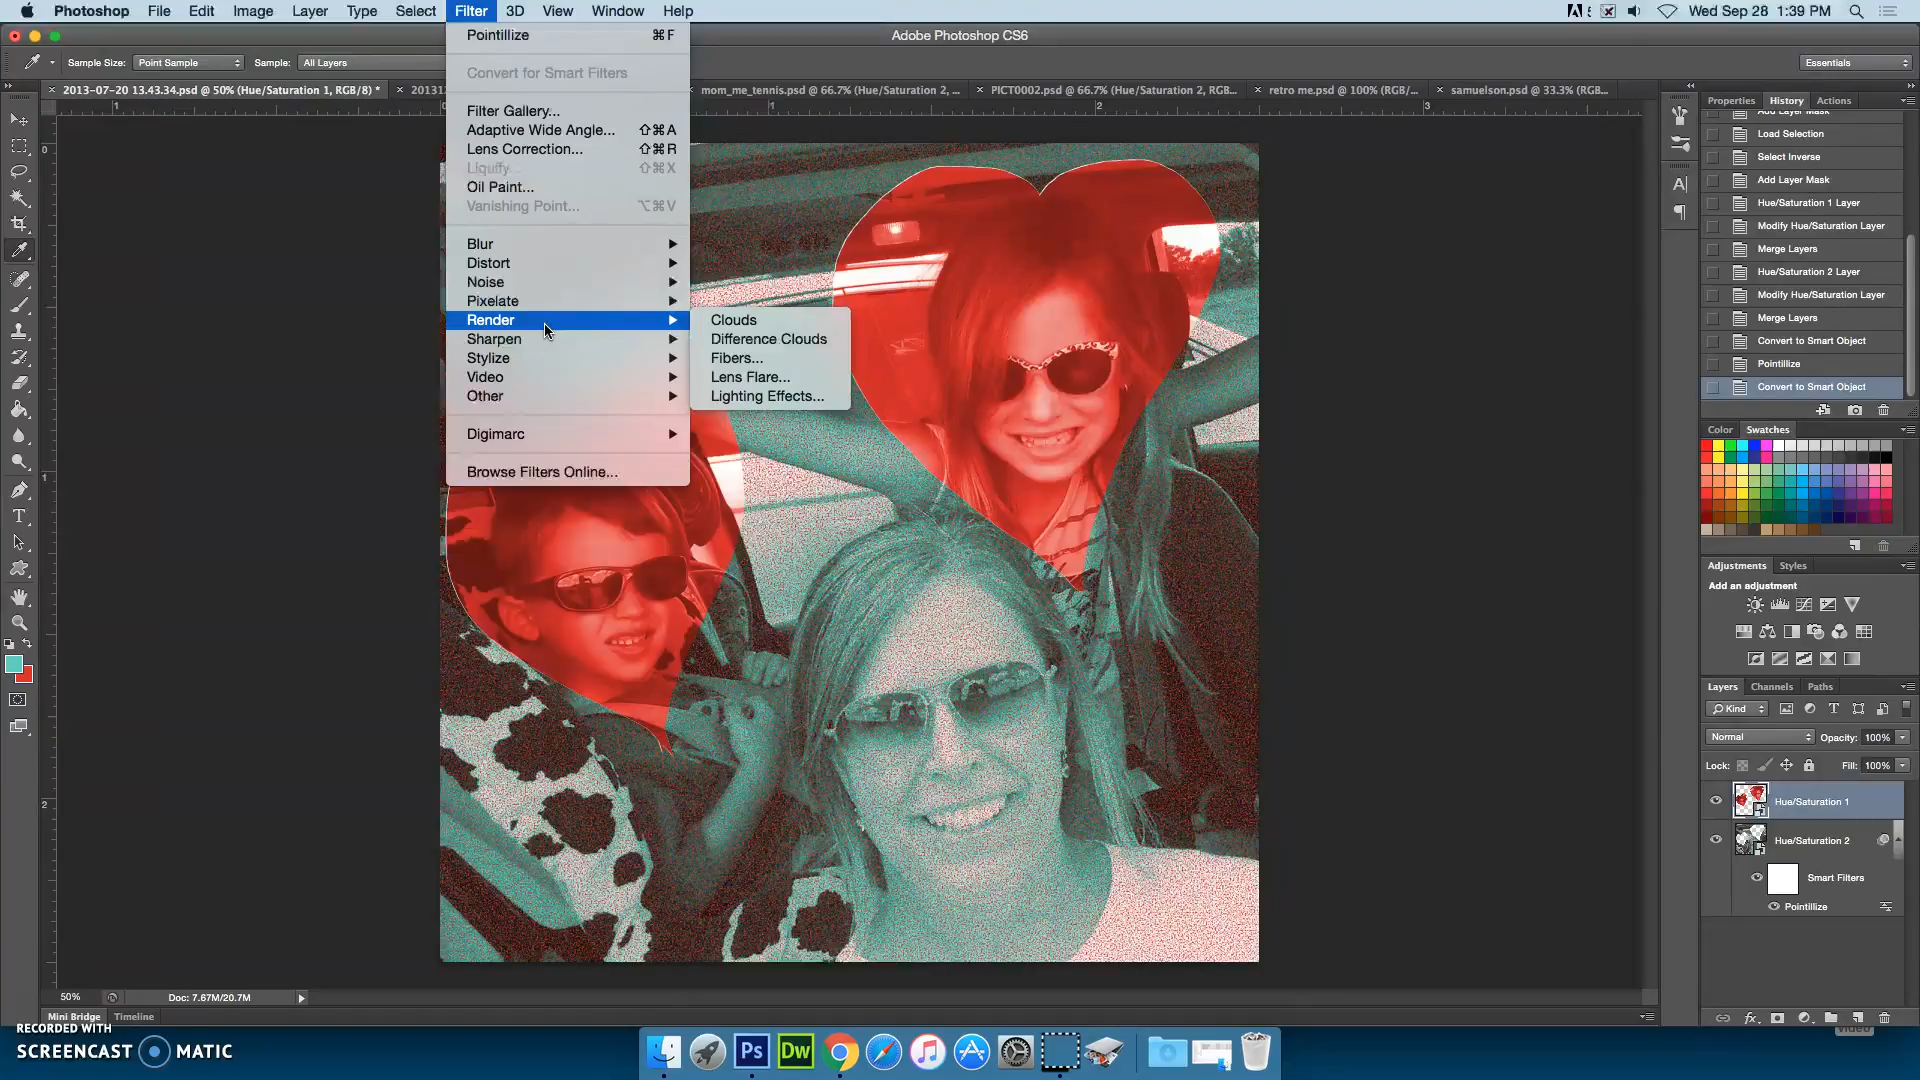 Photoshop File Edit Image Layer Type Select Filter 3D View Window Help Wed Sep 28 1:39 PM
Adobe Photoshop CS6
Sample Size: Point Sample Sample: All Layers Essentials
2013-07-20 13.43.34.psd @ 50% (Hue/Saturation 1, RGB/8) * mom_me_tennis.psd @ 66.7% (Hue/Saturation 2, ... PICT0002.psd @ 66.7% (Hue/Saturation 2, RGB... retro me.psd @ 100% (RGB/... samuelson.psd @ 33.3% (RGB...
Pointillize ⌘F
Convert for Smart Filters
Filter Gallery...
Adaptive Wide Angle... ⇧⌘A
Lens Correction... ⇧⌘R
Liquify... ⇧⌘X
Oil Paint...
Vanishing Point... ⌥⌘V
Blur
Distort
Noise
Pixelate
Render
Sharpen
Stylize
Video
Other
Digimarc
Browse Filters Online...
Clouds
Difference Clouds
Fibers...
Lens Flare...
Lighting Effects...
Properties History Actions
Add Layer Mask
Load Selection
Select Inverse
Add Layer Mask
Hue/Saturation 1 Layer
Modify Hue/Saturation Layer
Merge Layers
Hue/Saturation 2 Layer
Modify Hue/Saturation Layer
Merge Layers
Convert to Smart Object
Pointillize
Convert to Smart Object
Color Swatches
Adjustments Styles
Add an adjustment
Layers Channels Paths
Kind
Normal Opacity: 100%
Lock: Fill: 100%
Hue/Saturation 1
Hue/Saturation 2
Smart Filters
Pointillize
50% Doc: 7.67M/20.7M
Mini Bridge Timeline
RECORDED WITH
SCREENCAST MATIC
Ps Dw